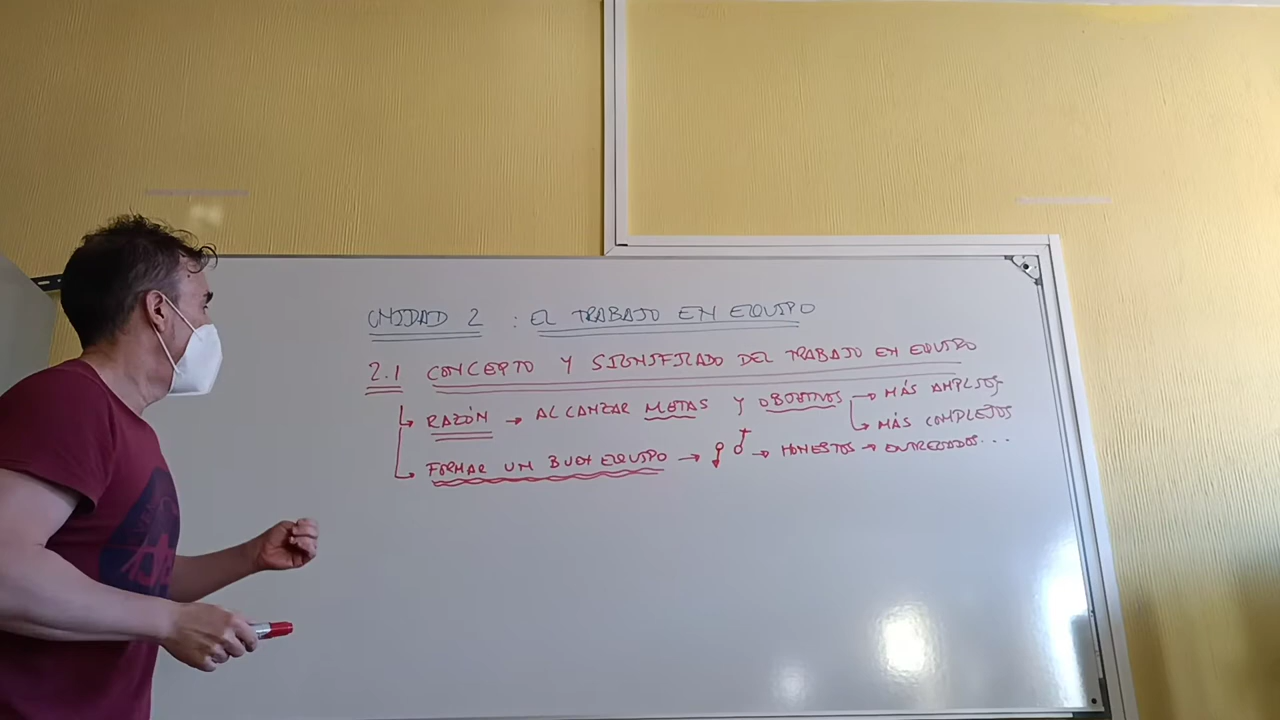 UNIDAD 2 : EL TRABAJO EN EQUIPO
2.1 CONCEPTO Y SIGNIFICADO DEL TRABAJO EN EQUIPO
RAZÓN → ALCANZAR METAS Y OBJETIVOS → MÁS AMPLIOS
→ MÁS COMPLEJOS
FORMAR UN BUEN EQUIPO → ♀ ♂ → HONESTOS → ENTREGADOS...